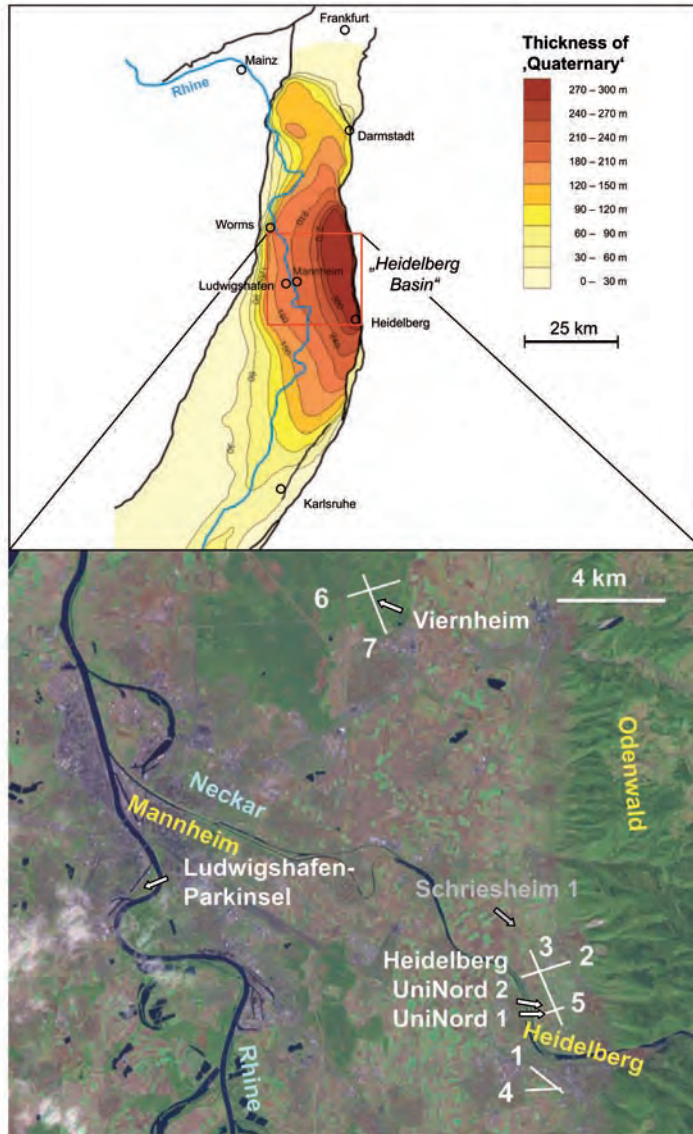 Frankfurt
Mainz
Rhine
Darmstadt
Worms
Mannheim
Ludwigshafen
Heidelberg
Karlsruhe
„Heidelberg
Basin“
25 km
Thickness of
‚Quaternary‘
270 – 300 m
240 – 270 m
210 – 240 m
180 – 210 m
120 – 150 m
90 – 120 m
60 – 90 m
30 – 60 m
0 – 30 m
4 km
6
7
Viernheim
Odenwald
Neckar
Mannheim
Ludwigshafen-
Parkinsel
Schriesheim 1
Heidelberg
UniNord 2
UniNord 1
3
2
5
Heidelberg
1
4
Rhine